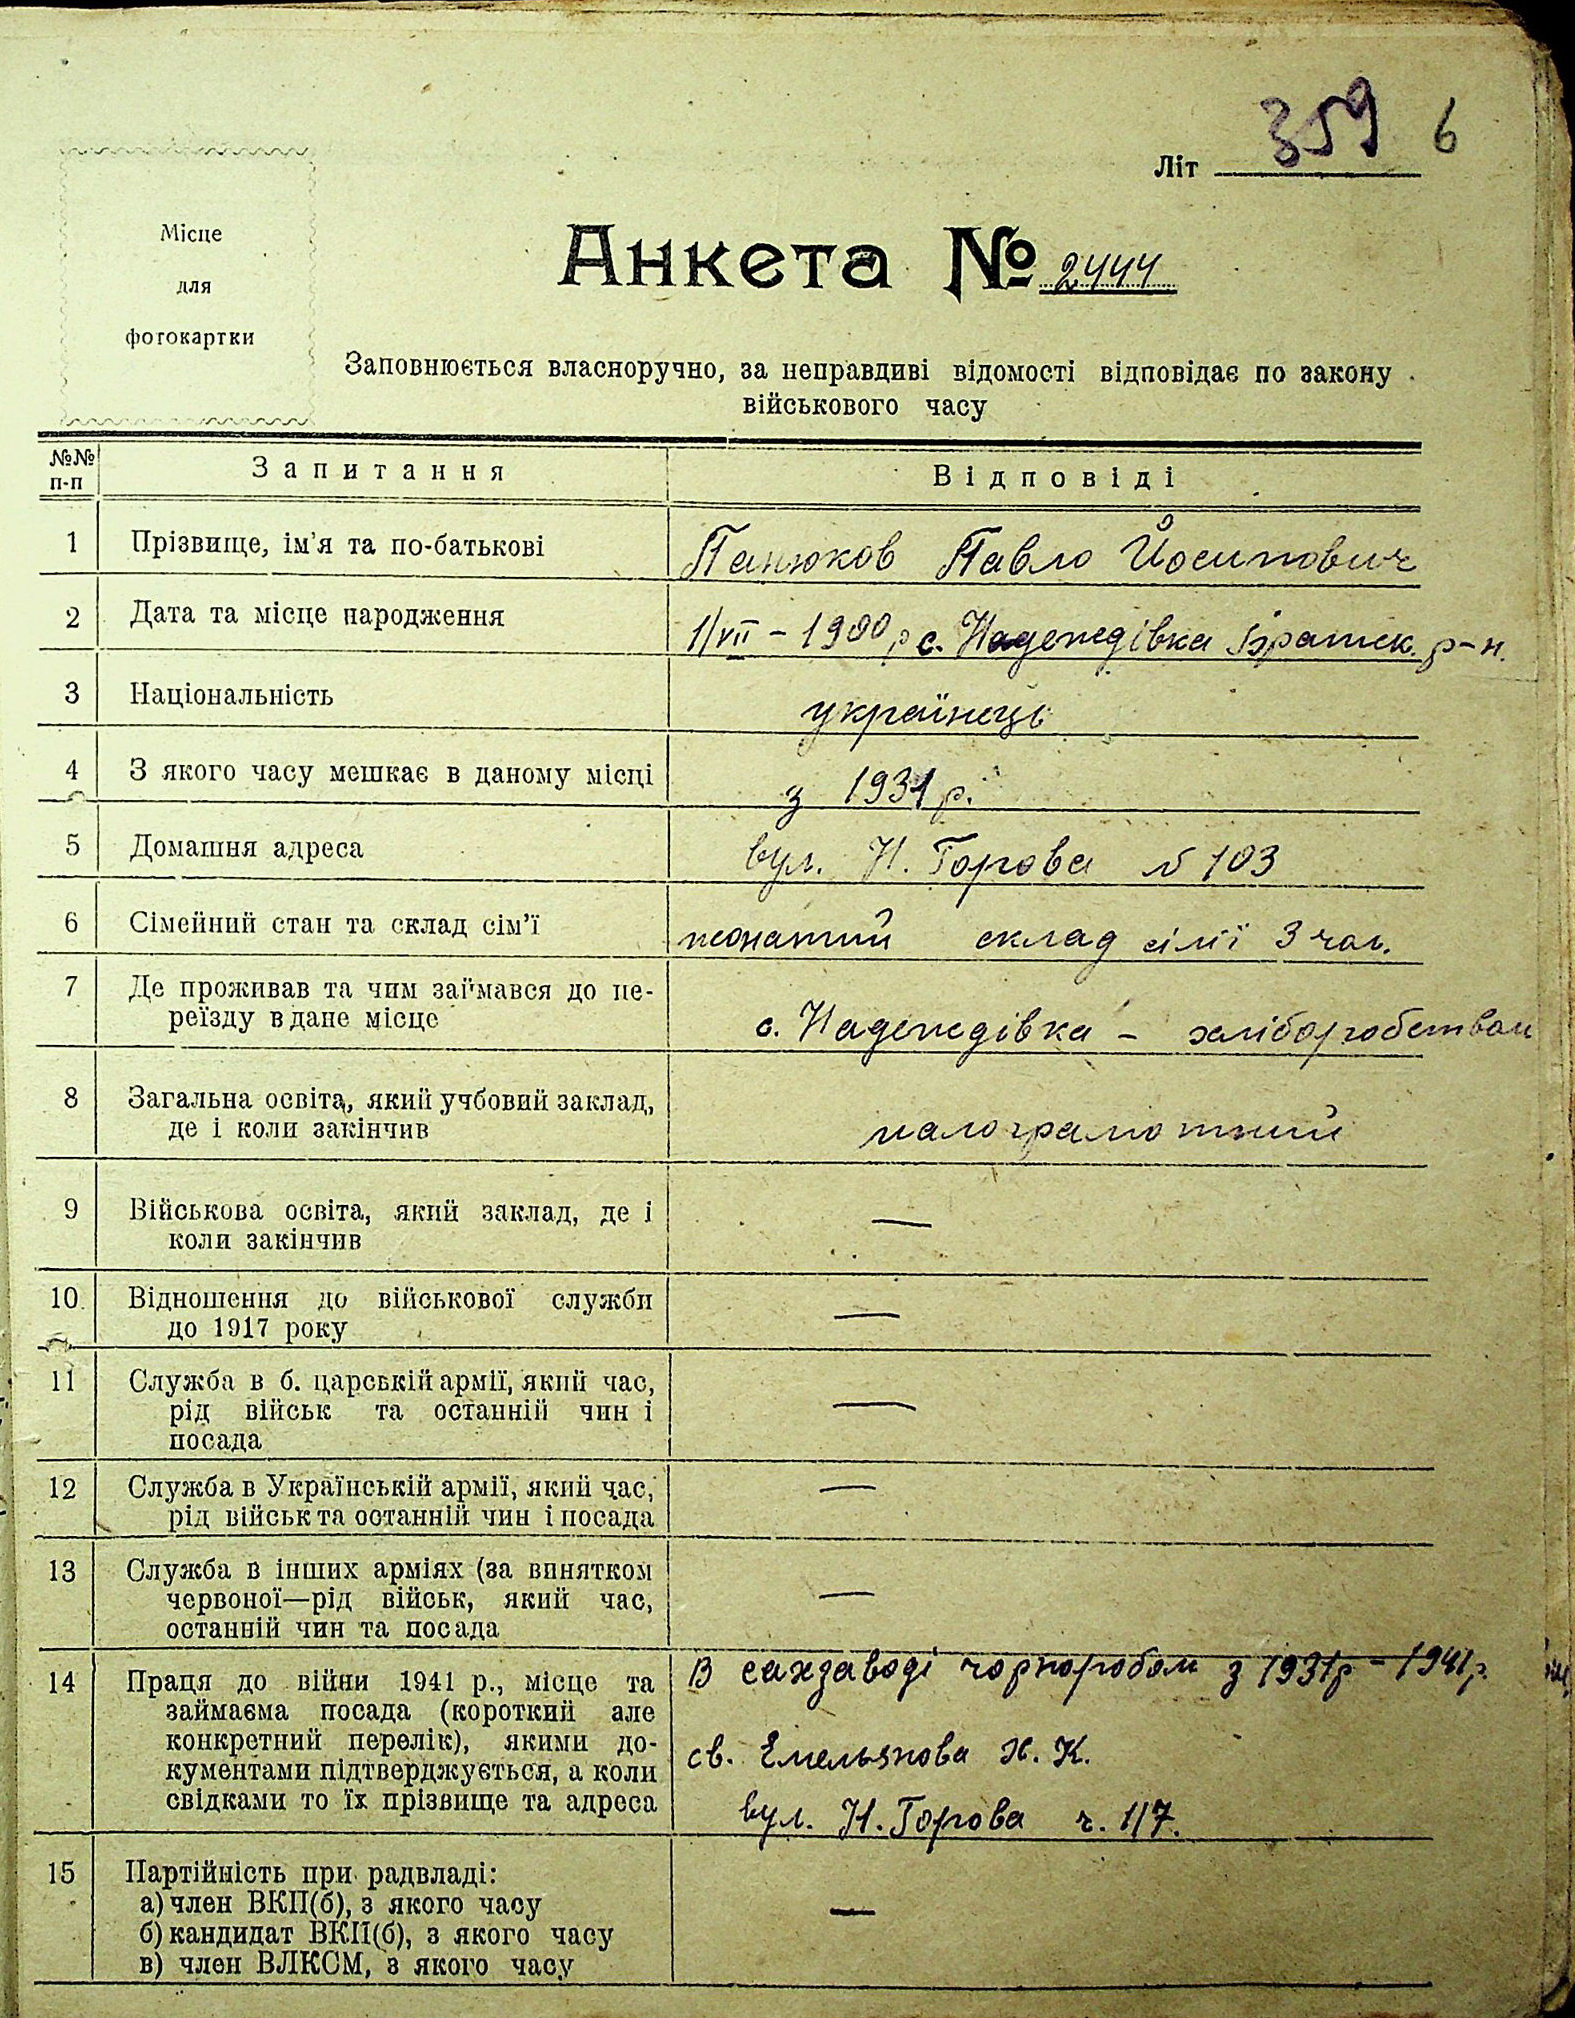 359 6
Літ
Місце
для
фотокартки
Анкета № 2444
Заповнюється власноручно, за неправдиві відомості відповідає по закону
військового часу
№№ п-п Запитання Відповіді
1 Прізвище, ім'я та по-батькові Панюков Павло Йосипович
2 Дата та місце народження 1/VII – 1900 р с. Надеждівка Братск. р-н.
3 Національність українець
4 З якого часу мешкає в даному місці з 1931 р.
5 Домашня адреса вул. Н. Горова № 103
6 Сімейний стан та склад сім'ї жонатий склад сім'ї 3 чол.
7 Де проживав та чим займався до пе-
реїзду в дане місце с. Надеждівка – хліборобством
8 Загальна освіта, який учбовий заклад,
де і коли закінчив малограмотний
9 Військова освіта, який заклад, де і
коли закінчив —
10 Відношення до військової служби
до 1917 року —
11 Служба в б. царській армії, який час,
рід військ та останній чин і
посада —
12 Служба в Українській армії, який час,
рід військ та останній чин і посада —
13 Служба в інших арміях (за винятком
червоної—рід військ, який час,
останній чин та посада —
14 Праця до війни 1941 р., місце та
займаєма посада (короткий але
конкретний перелік), якими до-
кументами підтверджується, а коли
свідками то їх прізвище та адреса
В сахзаводі чорноробом з 1931р – 1941р.
св. Емельянова К.
вул. Н. Горова ч. 117.
15 Партійність при радвладі: —
а) член ВКП(б), з якого часу
б) кандидат ВКП(б), з якого часу
в) член ВЛКСМ, з якого часу